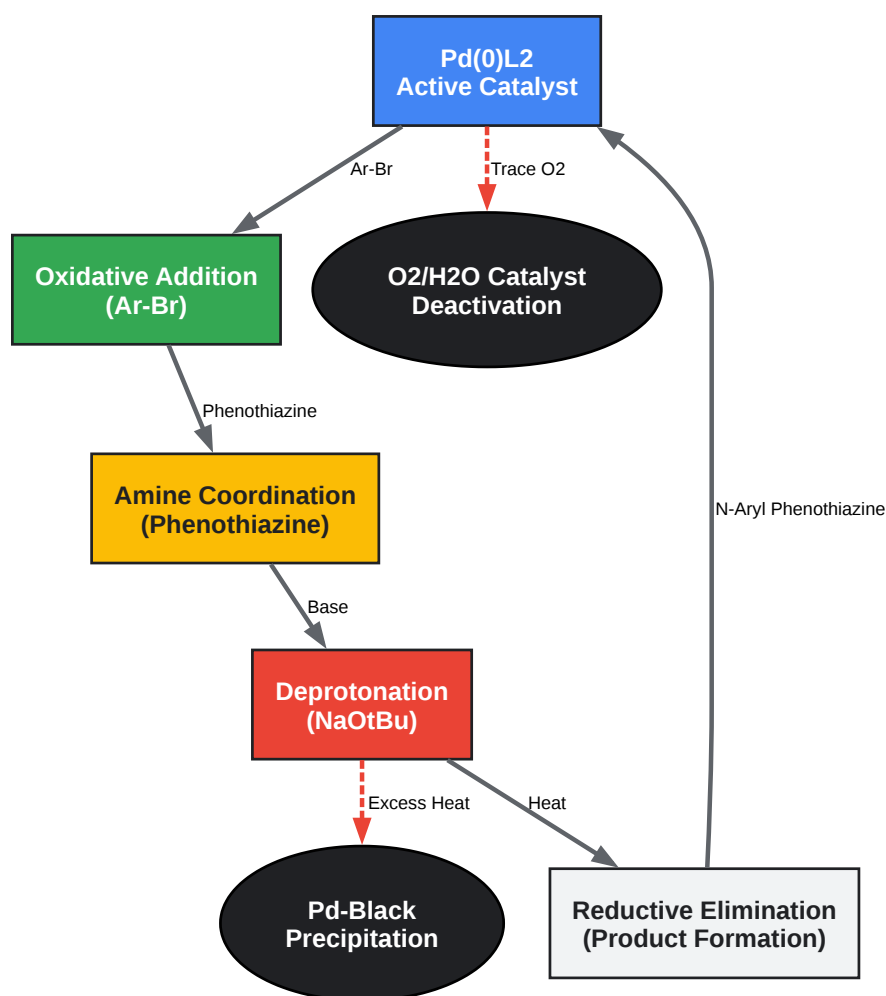 Pd(0)L2
Active Catalyst
Ar-Br
Trace O2
Oxidative Addition
(Ar-Br)
O2/H2O Catalyst
Deactivation
Phenothiazine
Amine Coordination
(Phenothiazine)
N-Aryl Phenothiazine
Base
Deprotonation
(NaOtBu)
Excess Heat
Heat
Pd-Black
Precipitation
Reductive Elimination
(Product Formation)